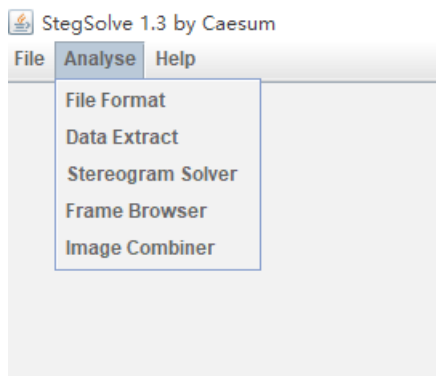 StegSolve 1.3 by Caesum
File Analyse Help
File Format
Data Extract
Stereogram Solver
Frame Browser
Image Combiner